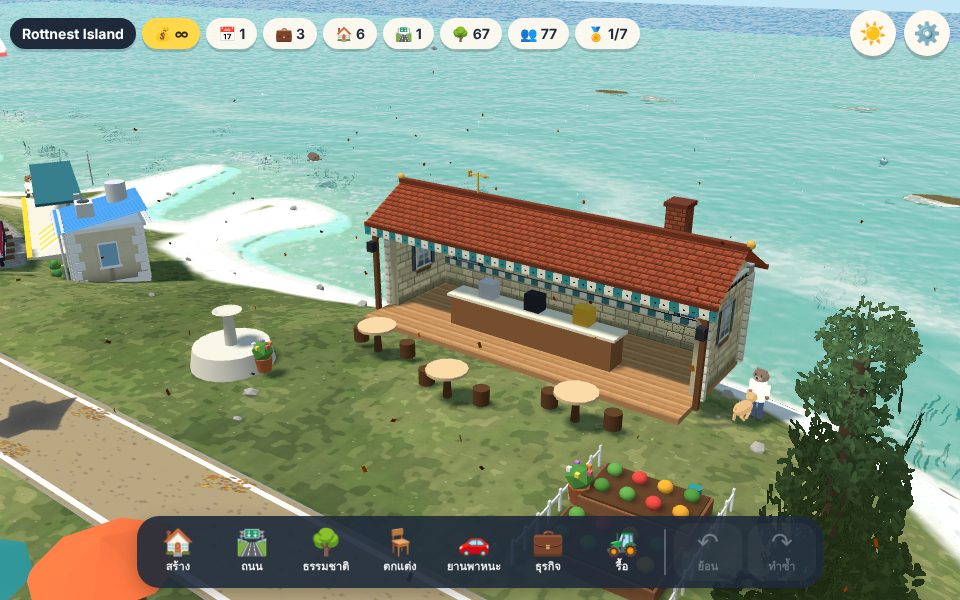 Rottnest Island
∞
1
3
6
1
67
77
1/7
สร้าง
ถนน
ธรรมชาติ
ตกแต่ง
ยานพาหนะ
ธุรกิจ
รื้อ
ย้อน
ทำซ้ำ